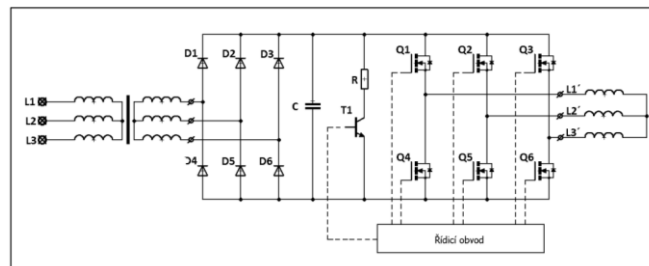 D1 D2 D3 Q1 Q2 Q3
R
L1 C T1 L1´
L2 L2´
L3 L3´
D4 D5 D6 Q4 Q5 Q6
Řídicí obvod